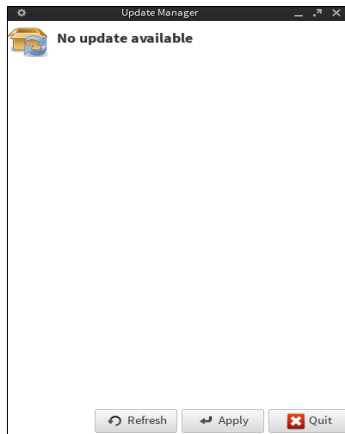 Update Manager
No update available
Refresh
Apply
Quit